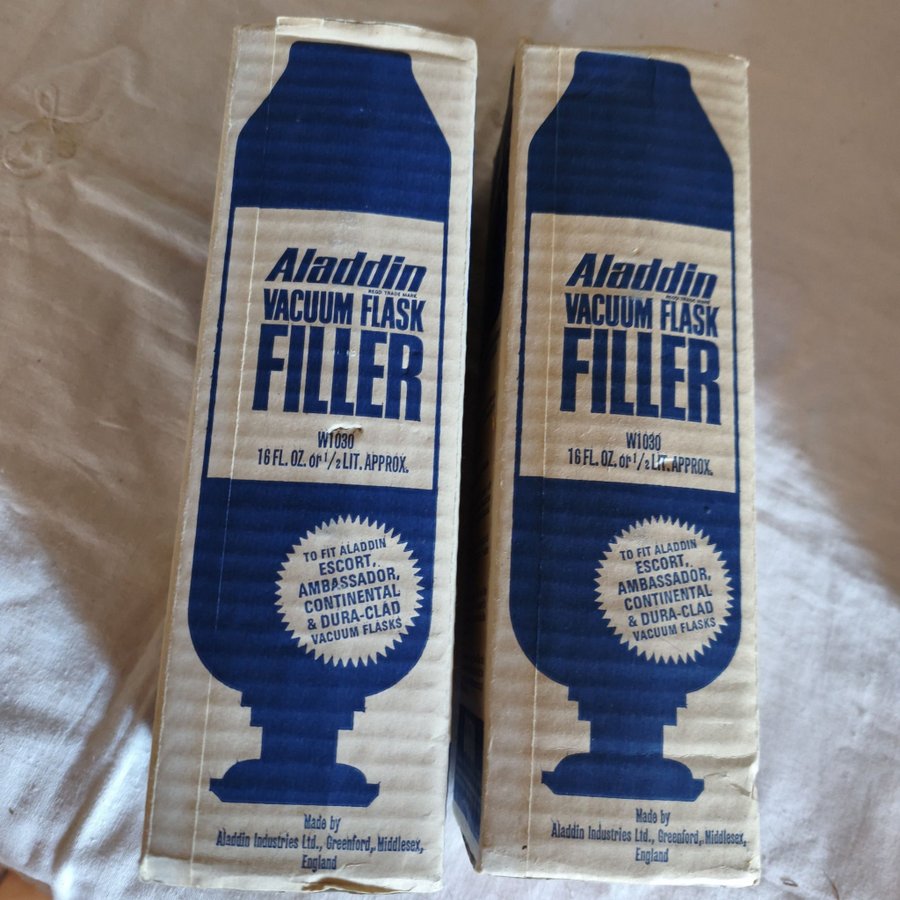 Aladdin
REGD TRADE MARK
VACUUM FLASK
FILLER
W1030
16 FL. OZ. or 1/2 LIT. APPROX.
TO FIT ALADDIN
ESCORT,
AMBASSADOR,
CONTINENTAL
& DURA-CLAD
VACUUM FLASKS
Made by
Aladdin Industries Ltd., Greenford, Middlesex,
England
Aladdin
REGD TRADE MARK
VACUUM FLASK
FILLER
W1030
16 FL. OZ. or 1/2 LIT. APPROX.
TO FIT ALADDIN
ESCORT,
AMBASSADOR,
CONTINENTAL
& DURA-CLAD
VACUUM FLASKS
Made by
Aladdin Industries Ltd., Greenford, Middlesex,
England